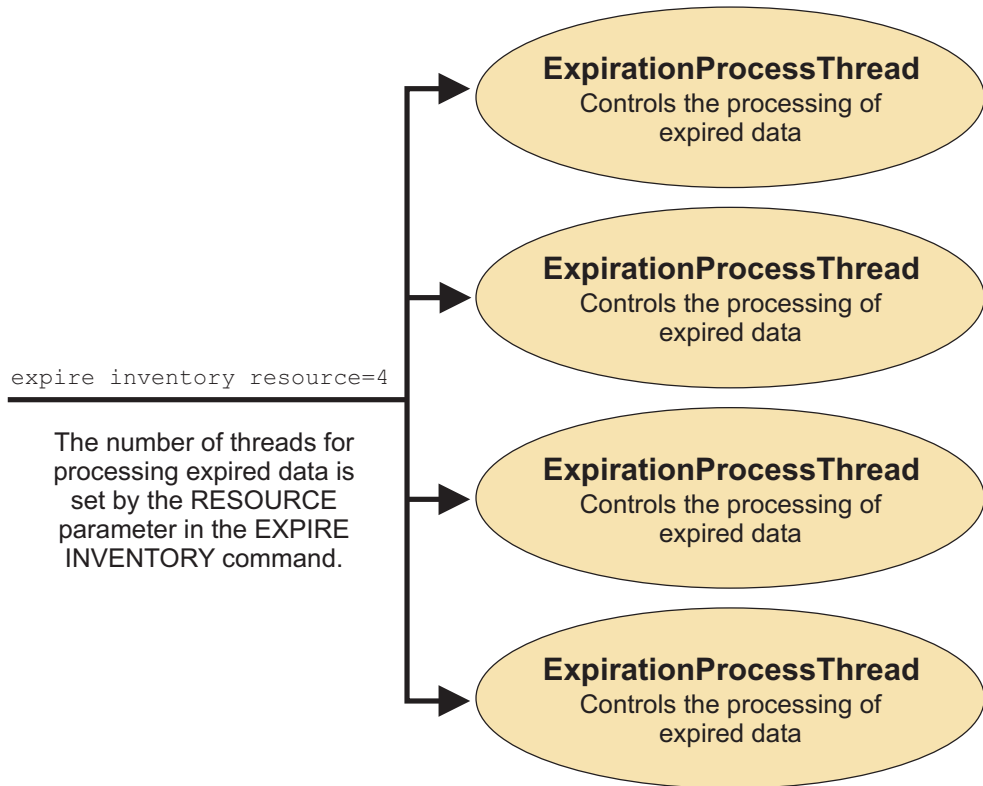 ExpirationProcessThread
Controls the processing of
expired data
ExpirationProcessThread
Controls the processing of
expired data
expire inventory resource=4
The number of threads for
processing expired data is
set by the RESOURCE
parameter in the EXPIRE
INVENTORY command.
ExpirationProcessThread
Controls the processing of
expired data
ExpirationProcessThread
Controls the processing of
expired data